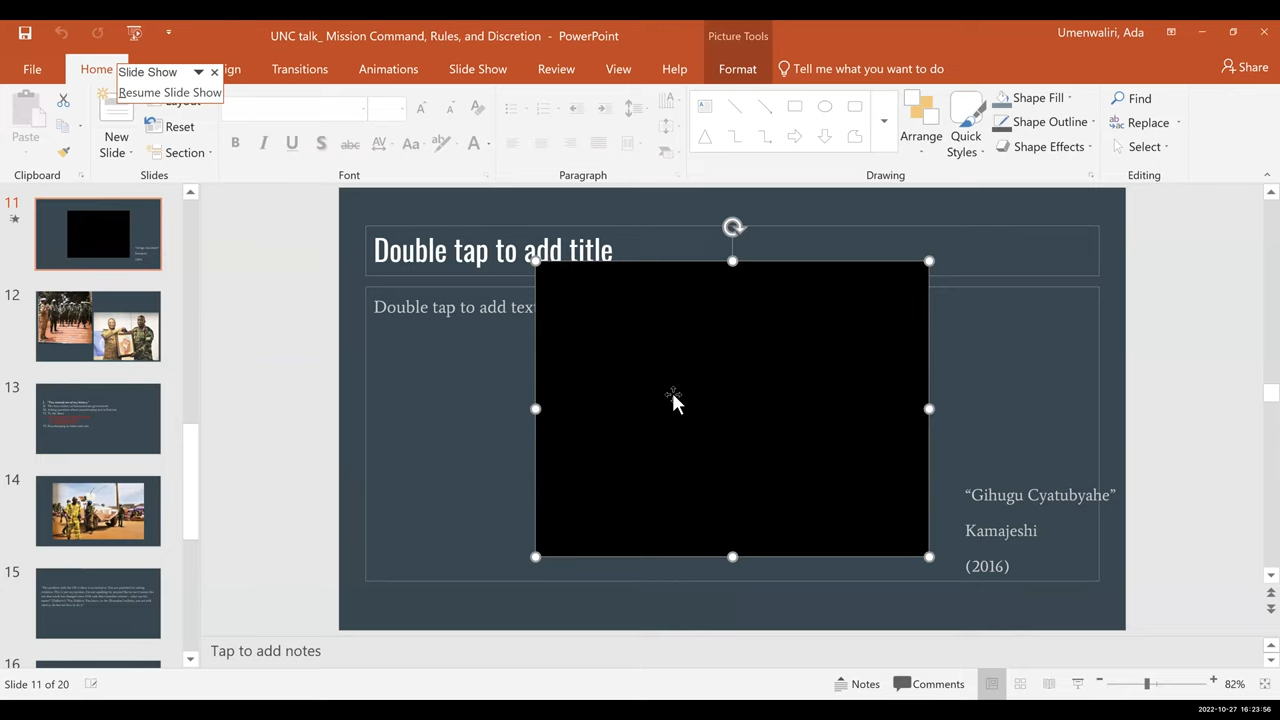 UNC talk_ Mission Command, Rules, and Discretion - PowerPoint
Picture Tools
Umenwaliri, Ada
File
Home
Slide Show
Resume Slide Show
Transitions
Animations
Slide Show
Review
View
Help
Format
Tell me what you want to do
Share
Paste
New
Slide
Reset
Section
Arrange
Quick
Styles
Shape Fill
Shape Outline
Shape Effects
Find
Replace
Select
Clipboard
Slides
Font
Paragraph
Drawing
Editing
11
12
13
14
15
16
Double tap to add title
Double tap to add text
“Gihugu Cyatubyahe”
Kamajeshi
(2016)
Tap to add notes
Slide 11 of 20
Notes
Comments
82%
2022-10-27 16:23:56